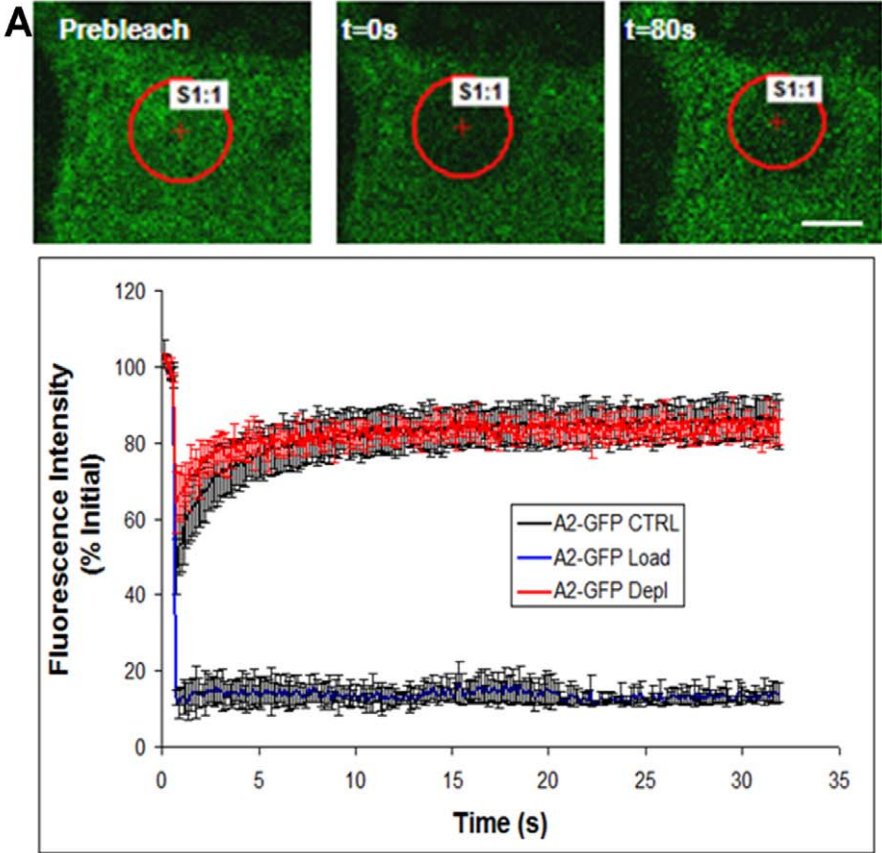 A
Prebleach
t=0s
t=80s
S1:1
S1:1
S1:1
120
100
80
60
40
20
0
Fluorescence Intensity
(% Initial)
A2-GFP CTRL
A2-GFP Load
A2-GFP Depl
0 5 10 15 20 25 30 35
Time (s)